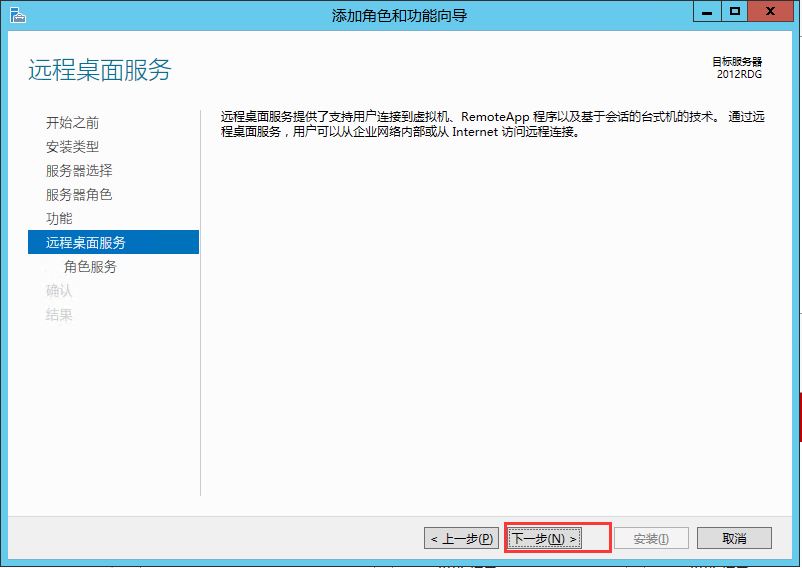 添加角色和功能向导
远程桌面服务
目标服务器
2012RDG
开始之前
安装类型
服务器选择
服务器角色
功能
远程桌面服务
角色服务
确认
结果
远程桌面服务提供了支持用户连接到虚拟机、RemoteApp 程序以及基于会话的台式机的技术。 通过远
程桌面服务，用户可以从企业网络内部或从 Internet 访问远程连接。
< 上一步(P)
下一步(N) >
安装(I)
取消